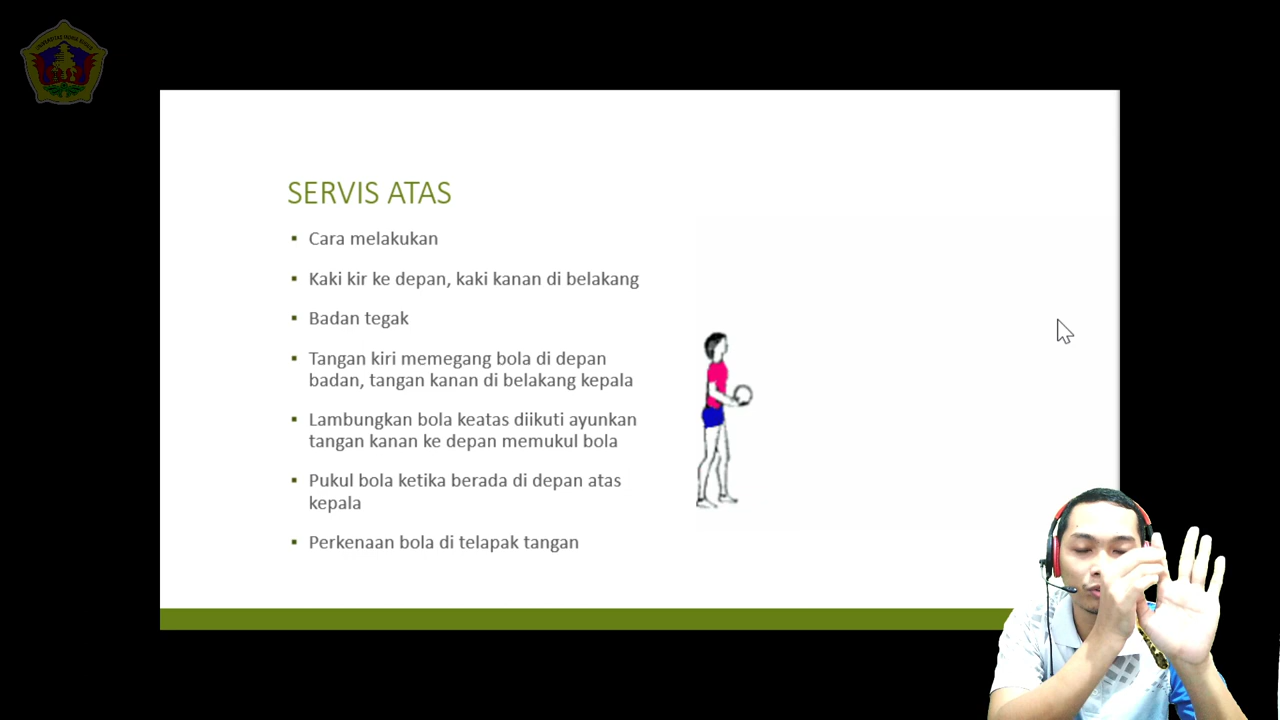 SERVIS ATAS
Cara melakukan
Kaki kir ke depan, kaki kanan di belakang
Badan tegak
Tangan kiri memegang bola di depan
badan, tangan kanan di belakang kepala
Lambungkan bola keatas diikuti ayunkan
tangan kanan ke depan memukul bola
Pukul bola ketika berada di depan atas
kepala
Perkenaan bola di telapak tangan